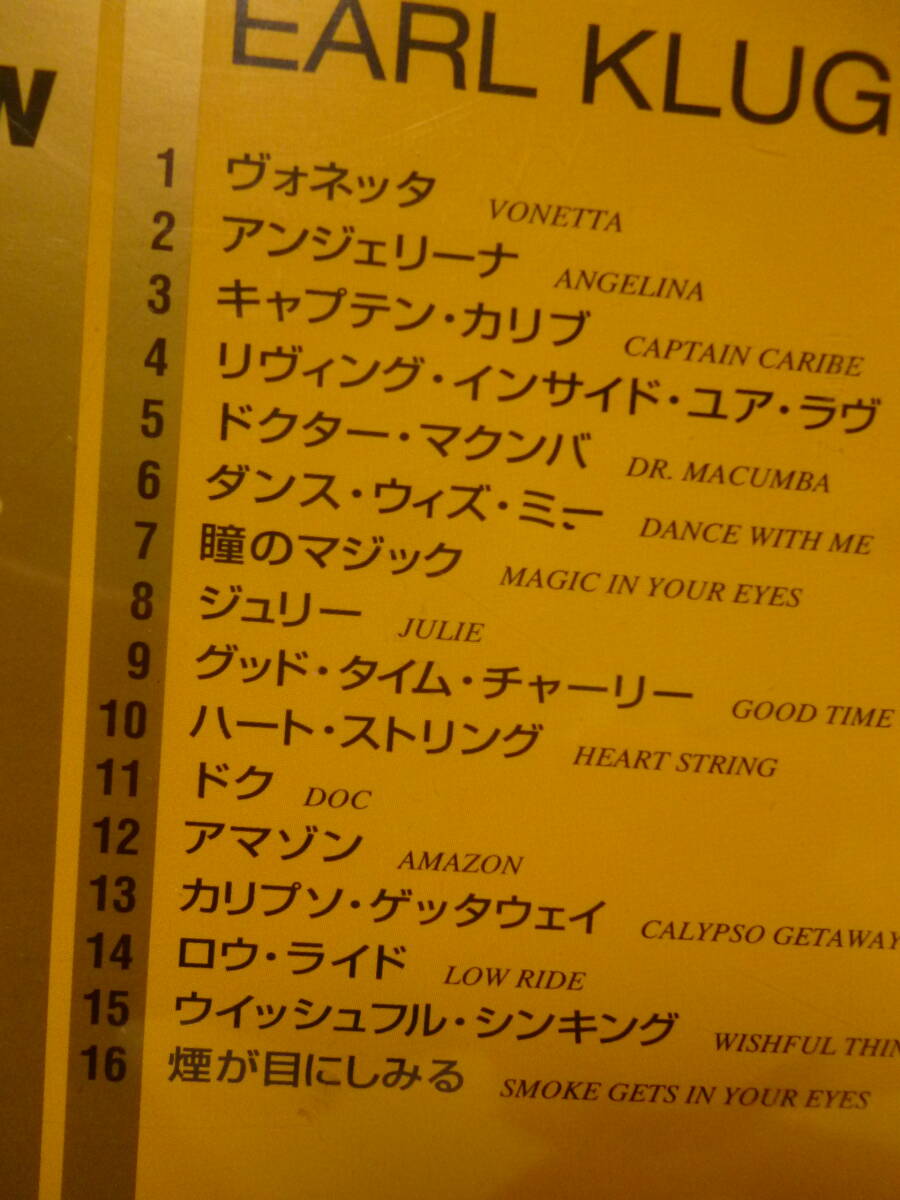 EARL KLUG
W
1 ヴォネッタ VONETTA
2 アンジェリーナ ANGELINA
3 キャプテン・カリブ CAPTAIN CARIBE
4 リヴィング・インサイド・ユア・ラヴ
5 ドクター・マクンバ DR. MACUMBA
6 ダンス・ウィズ・ミー DANCE WITH ME
7 瞳のマジック MAGIC IN YOUR EYES
8 ジュリー JULIE
9 グッド・タイム・チャーリー GOOD TIME
10 ハート・ストリング HEART STRING
11 ドク DOC
12 アマゾン AMAZON
13 カリプソ・ゲッタウェイ CALYPSO GETAWAY
14 ロウ・ライド LOW RIDE
15 ウイッシュフル・シンキング WISHFUL THIN
16 煙が目にしみる SMOKE GETS IN YOUR EYES